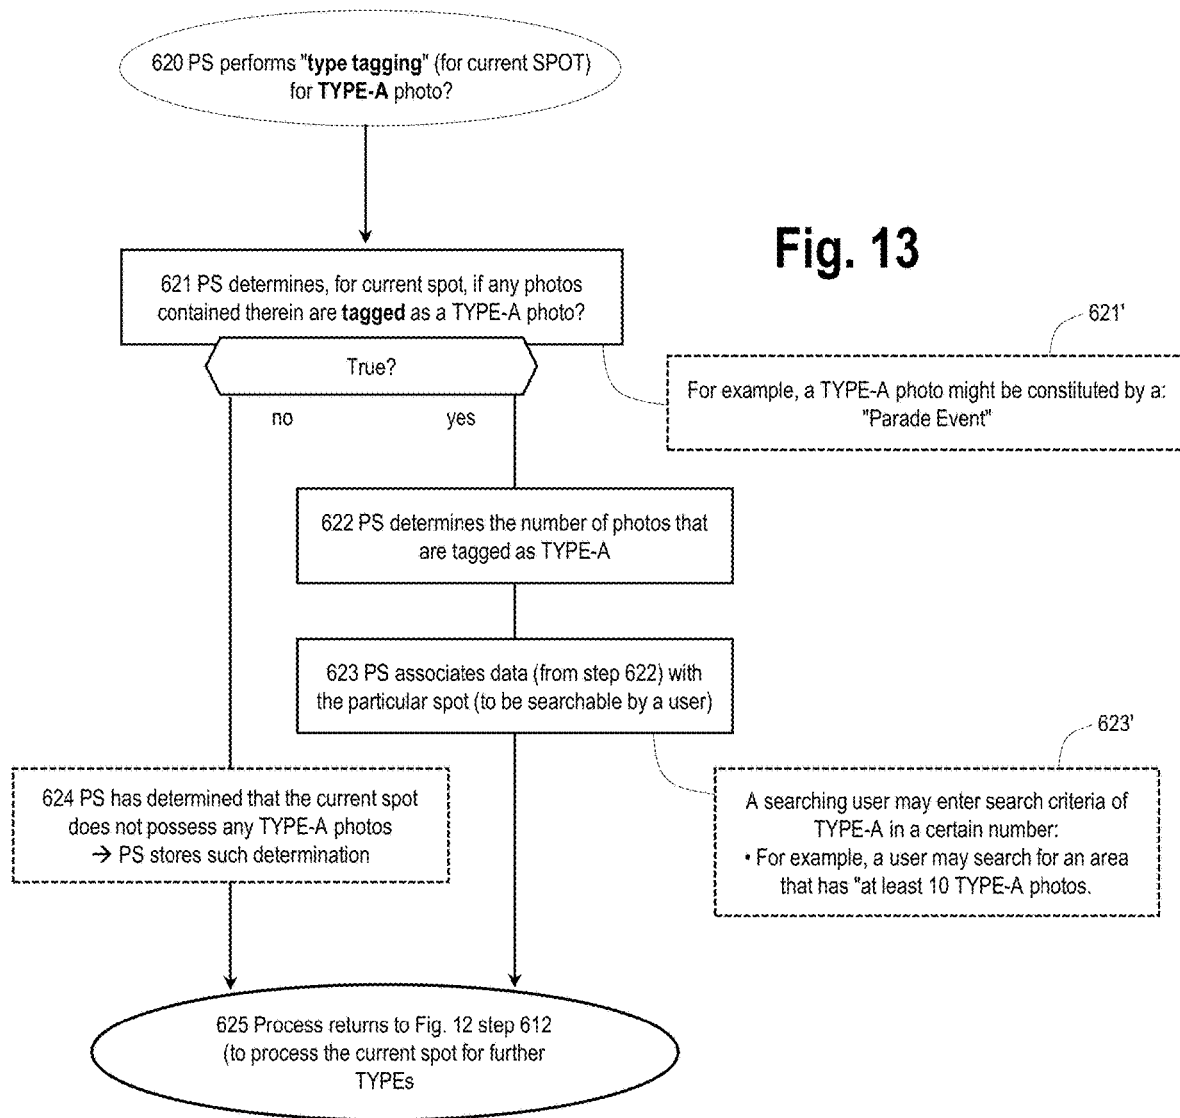 620 PS performs "type tagging" (for current SPOT)
for TYPE-A photo?
Fig. 13
621 PS determines, for current spot, if any photos
contained therein are tagged as a TYPE-A photo?
True?
no
yes
621'
For example, a TYPE-A photo might be constituted by a:
"Parade Event"
622 PS determines the number of photos that
are tagged as TYPE-A
623 PS associates data (from step 622) with
the particular spot (to be searchable by a user)
623'
A searching user may enter search criteria of
TYPE-A in a certain number:
• For example, a user may search for an area
that has "at least 10 TYPE-A photos.
624 PS has determined that the current spot
does not possess any TYPE-A photos
→ PS stores such determination
625 Process returns to Fig. 12 step 612
(to process the current spot for further
TYPEs